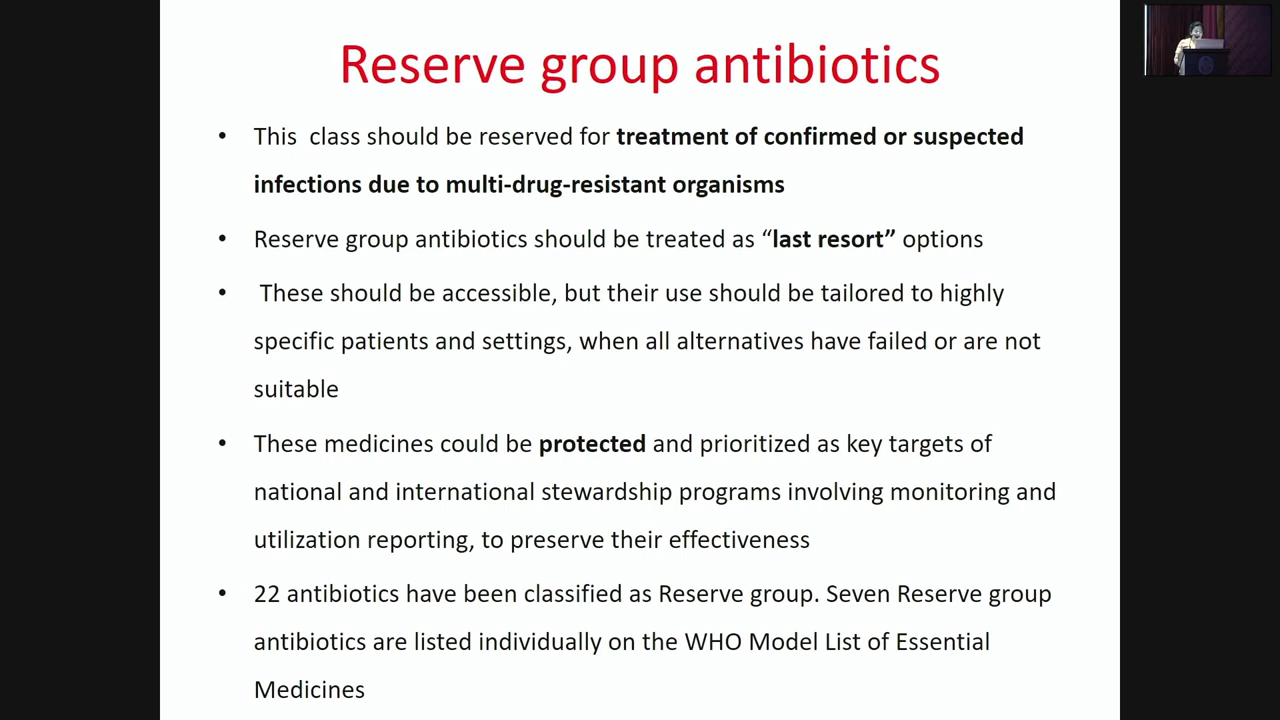 Reserve group antibiotics
• This class should be reserved for treatment of confirmed or suspected
infections due to multi-drug-resistant organisms
• Reserve group antibiotics should be treated as “last resort” options
• These should be accessible, but their use should be tailored to highly
specific patients and settings, when all alternatives have failed or are not
suitable
• These medicines could be protected and prioritized as key targets of
national and international stewardship programs involving monitoring and
utilization reporting, to preserve their effectiveness
• 22 antibiotics have been classified as Reserve group. Seven Reserve group
antibiotics are listed individually on the WHO Model List of Essential
Medicines